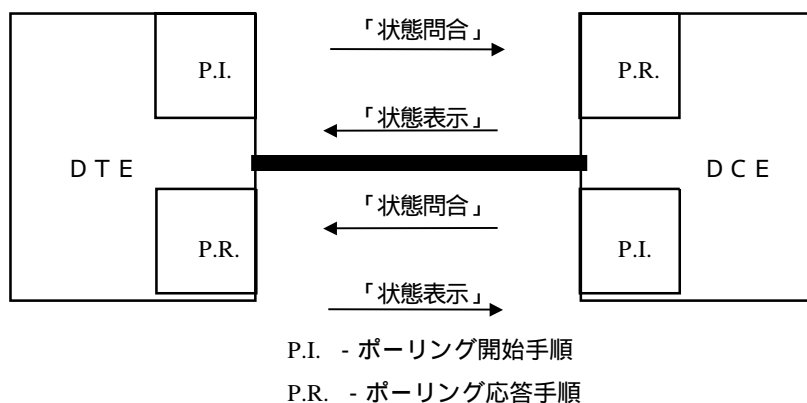 「状態問合」
P.I.
P.R.
「状態表示」
DTE
DCE
「状態問合」
P.R.
P.I.
「状態表示」
P.I. - ポーリング開始手順
P.R. - ポーリング応答手順